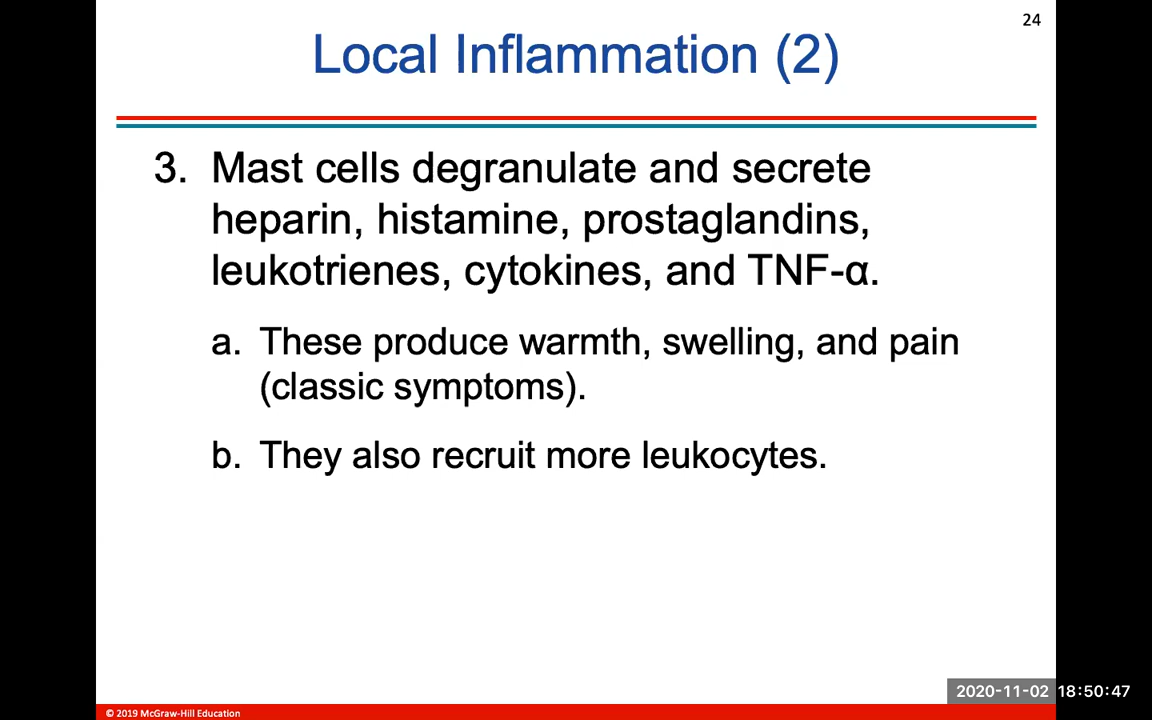 24
Local Inflammation (2)
3. Mast cells degranulate and secrete
heparin, histamine, prostaglandins,
leukotrienes, cytokines, and TNF-α.
a. These produce warmth, swelling, and pain
(classic symptoms).
b. They also recruit more leukocytes.
2020-11-02 18:50:47
© 2019 McGraw-Hill Education